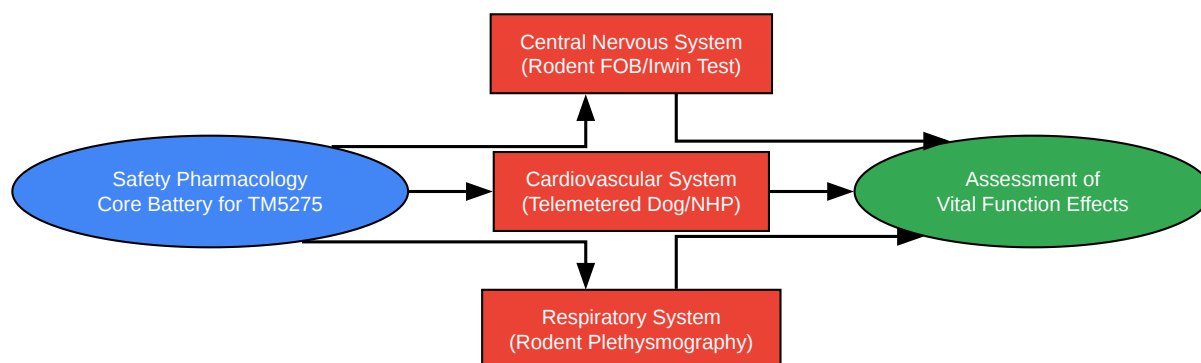 Central Nervous System
(Rodent FOB/Irwin Test)
Safety Pharmacology
Core Battery for TM5275
Cardiovascular System
(Telemetered Dog/NHP)
Assessment of
Vital Function Effects
Respiratory System
(Rodent Plethysmography)